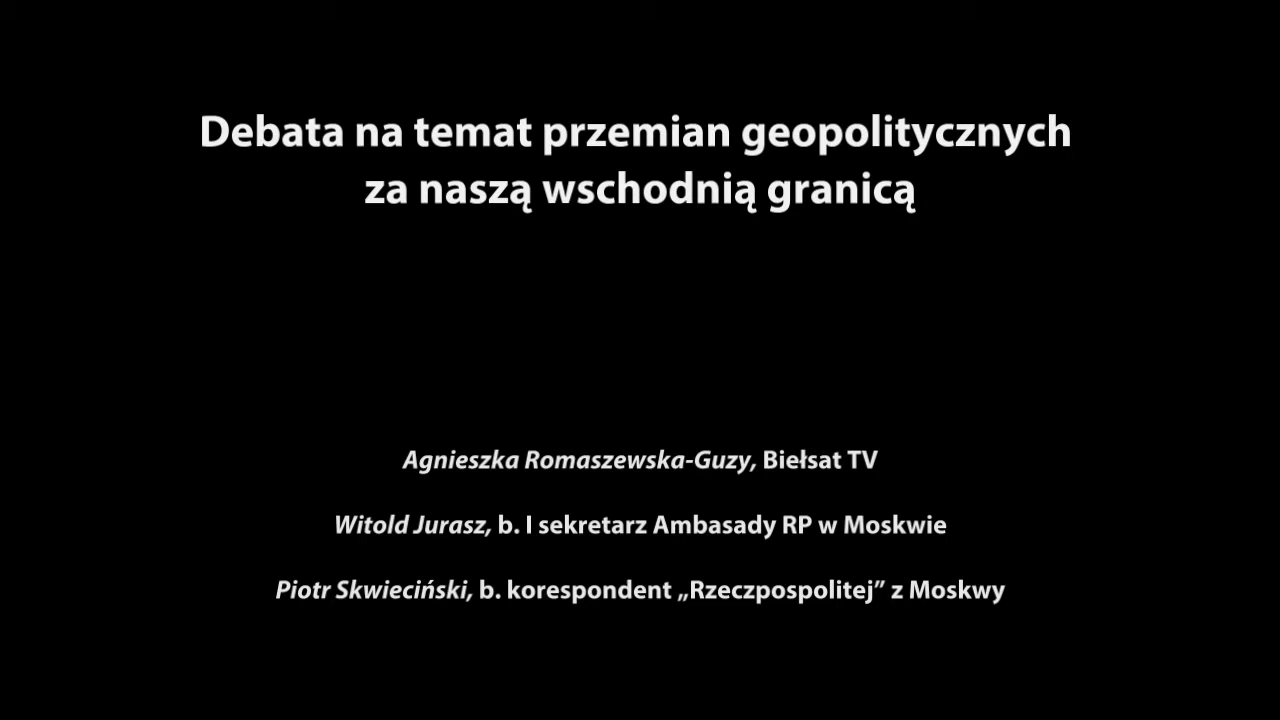 Debata na temat przemian geopolitycznych
za naszą wschodnią granicą
Agnieszka Romaszewska-Guzy, Biełsat TV
Witold Jurasz, b. I sekretarz Ambasady RP w Moskwie
Piotr Skwieciński, b. korespondent „Rzeczpospolitej” z Moskwy